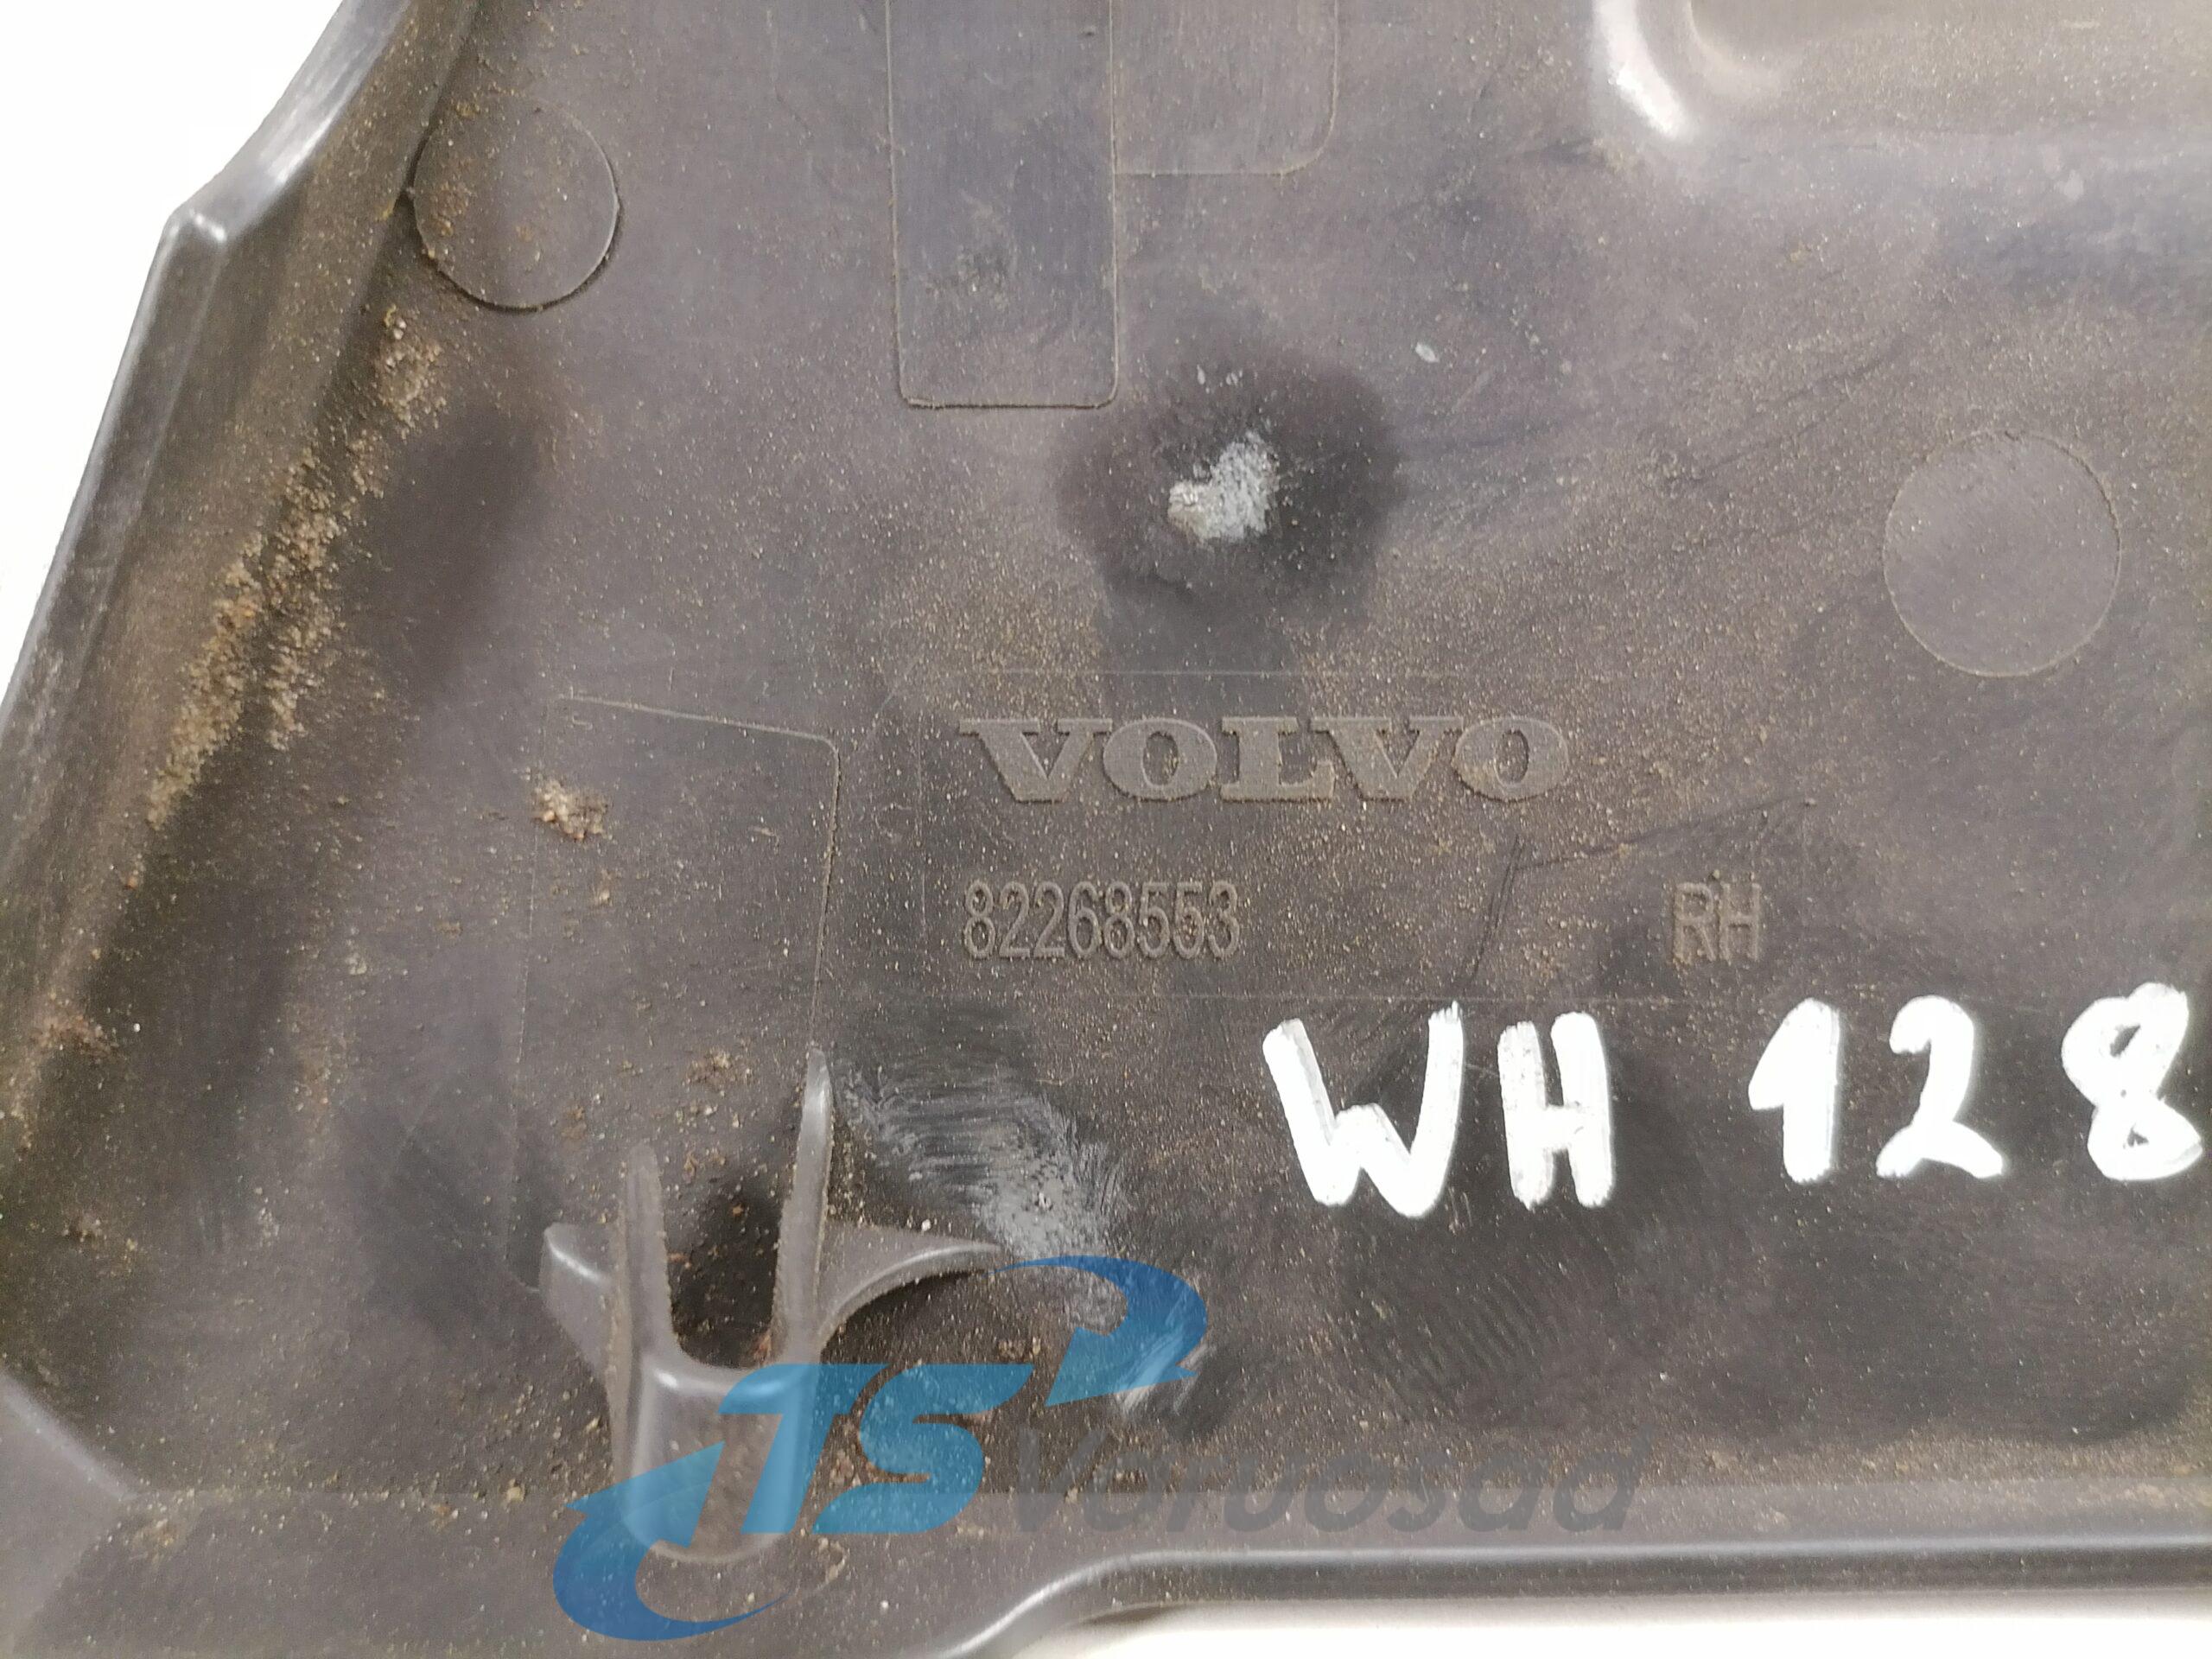 VOLVO
82268553 RH
WH 128
TS Varuosad